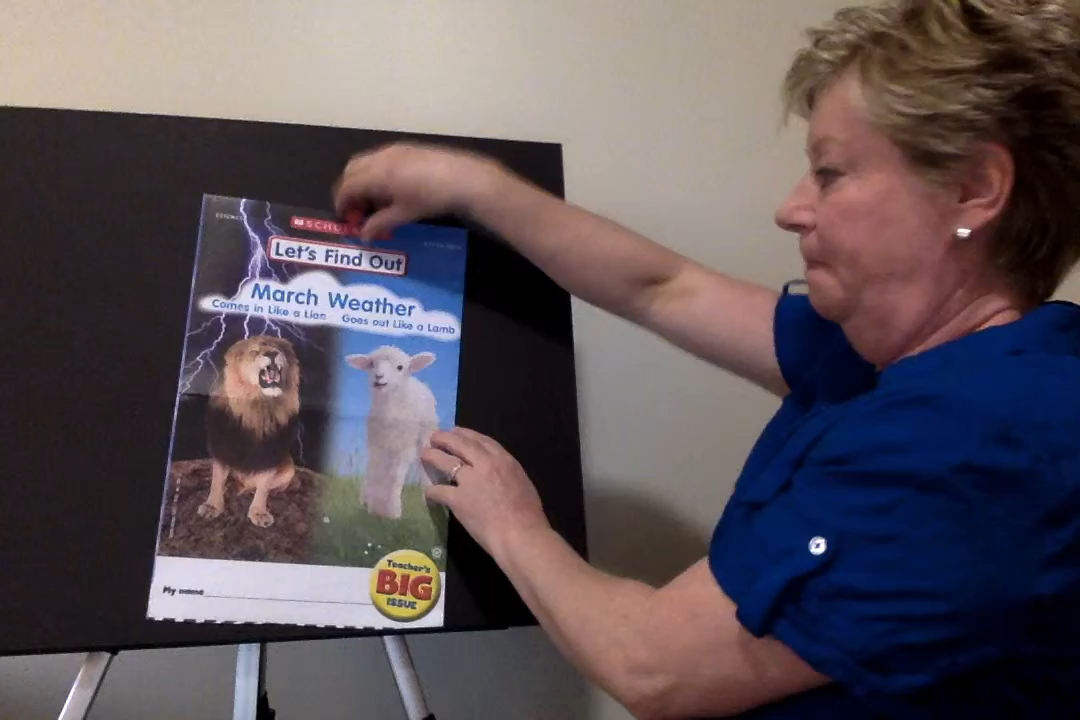 Let's Find Out
March Weather
Comes in Like a Lion Goes out Like a Lamb
My name
Teacher's
BIG
ISSUE